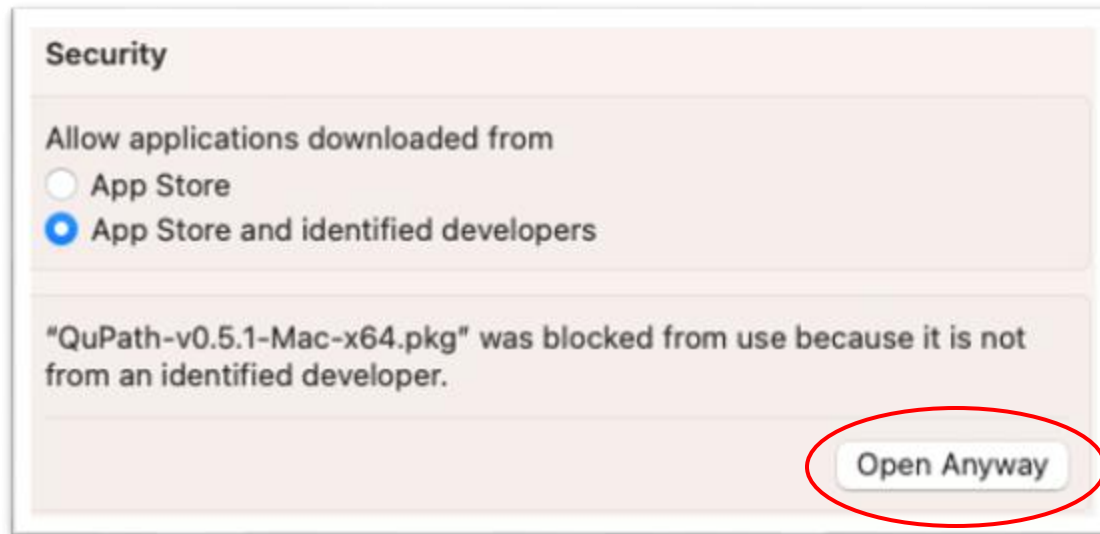 Security
Allow applications downloaded from
App Store
App Store and identified developers
“QuPath-v0.5.1-Mac-x64.pkg” was blocked from use because it is not
from an identified developer.
Open Anyway